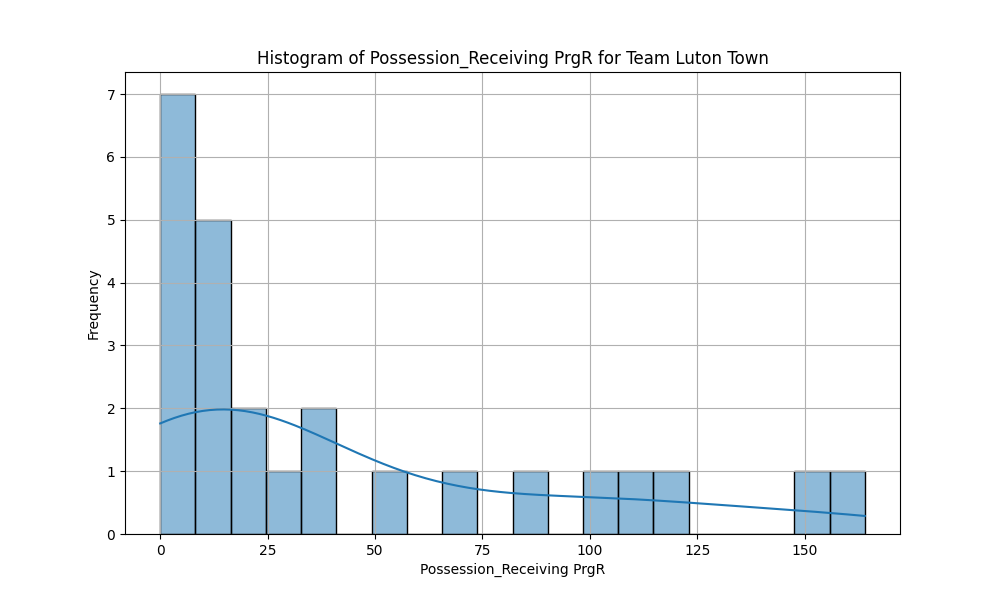 Histogram of Possession_Receiving PrgR for Team Luton Town
Frequency
7
6
5
4
3
2
1
0
0 25 50 75 100 125 150
Possession_Receiving PrgR